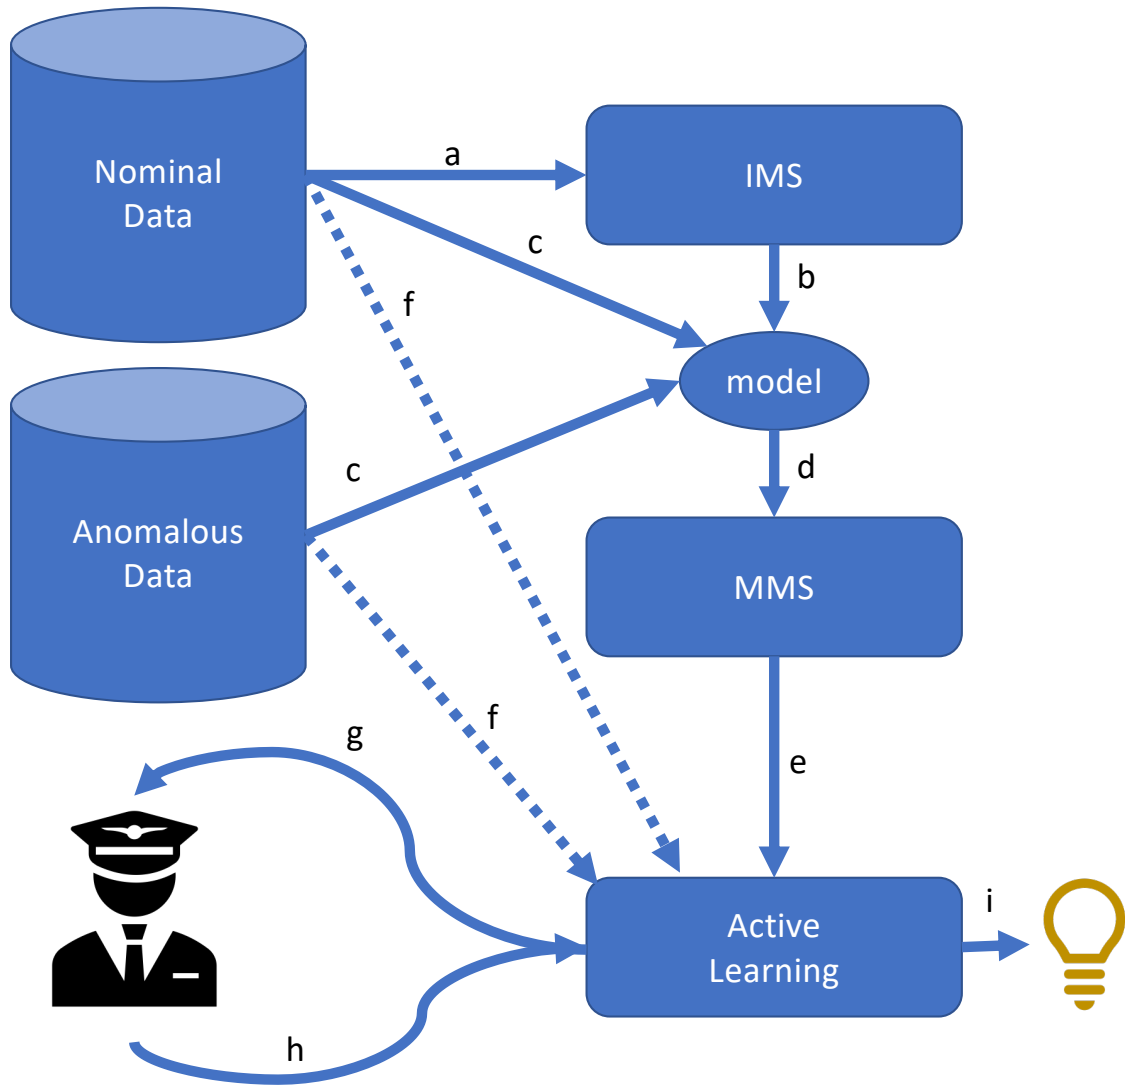 Nominal
Data
a
IMS
c
b
f
model
Anomalous
Data
c
d
MMS
f
g
e
Active
Learning
i
h